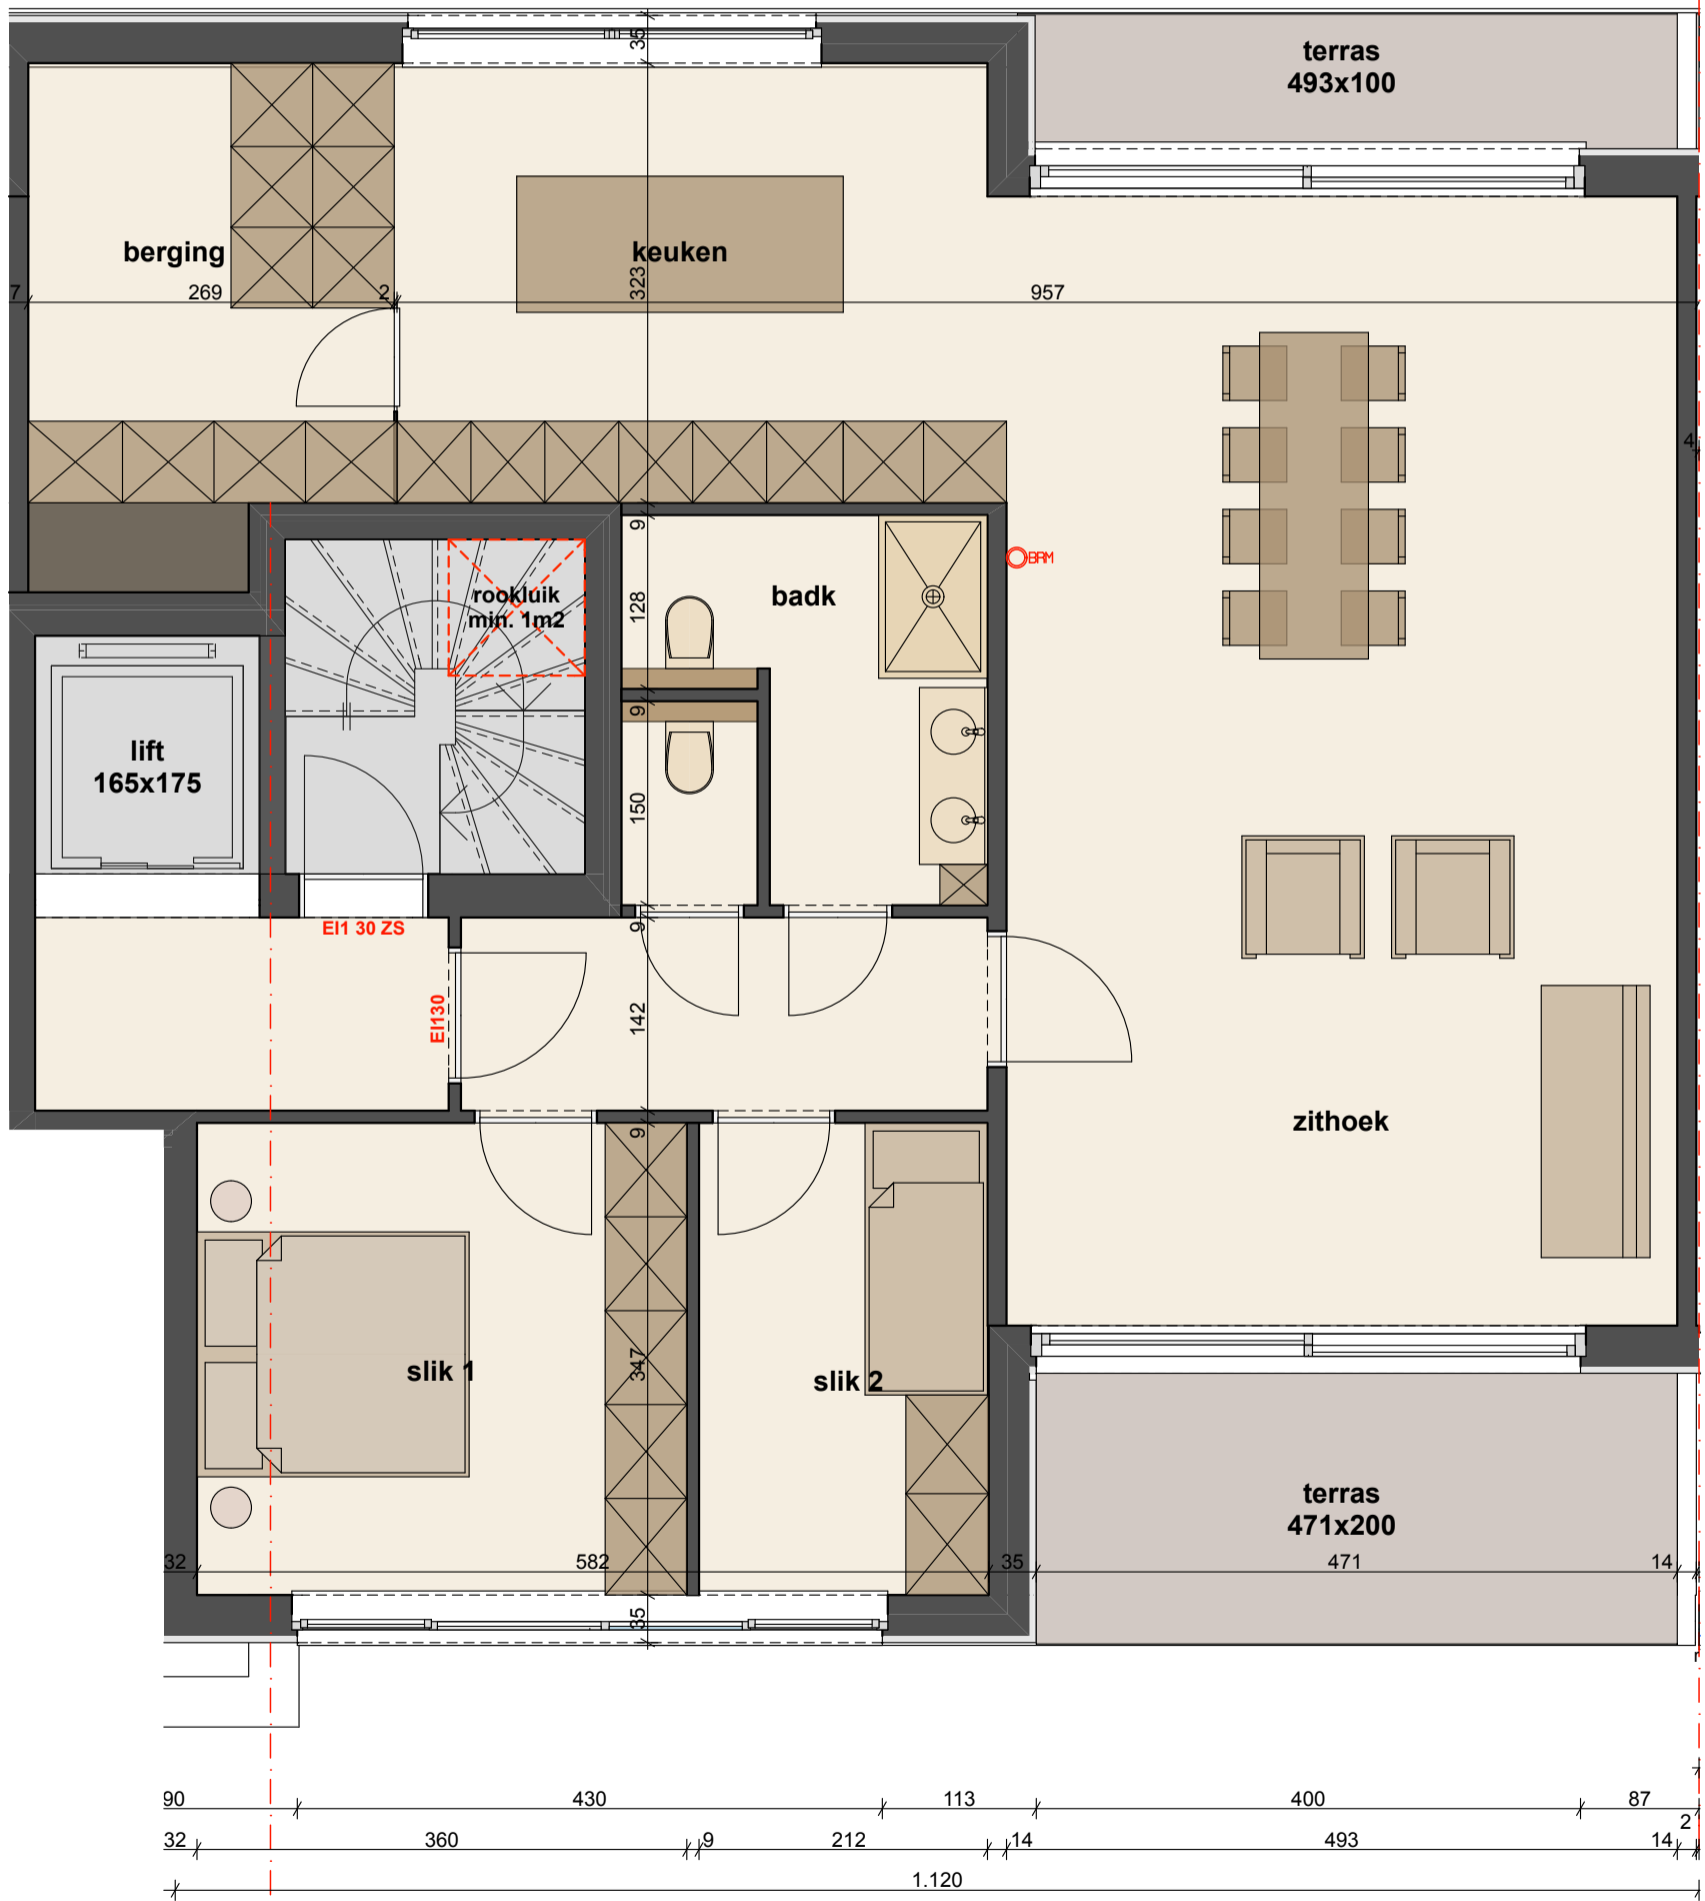 35
terras
493x100
berging
keuken
7
269
2
323
957
4
9
BRM
rookluik
min. 1m2
128
badk
9
lift
165x175
150
EI1 30 ZS
9
EI130
142
zithoek
9
347
slik 1
slik 2
terras
471x200
32
582
35
471
14
35
90
430
113
400
87
2
32
360
9
212
14
493
14
1.120